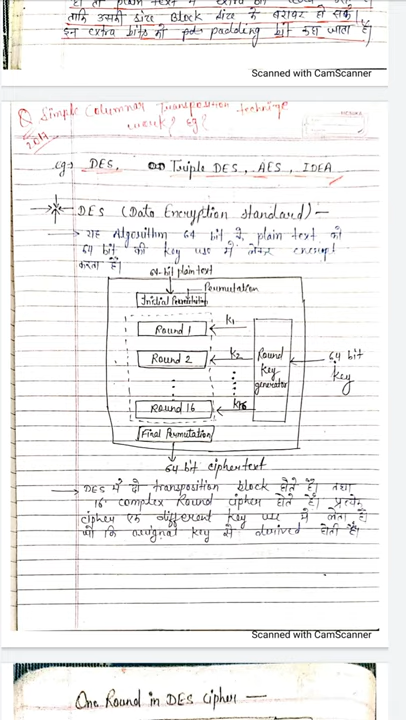 ताकि उसकी size Block size के बराबर हो सके।
इन extra bits को padding bit कहा जाता है।
Scanned with CamScanner
Q Simple Columnar Transposition technique
work? eg?
2017
eg:- DES, Triple DES, AES, IDEA
DES (Data Encryption Standard) —
यह Algorithm 64 bit के plain text को
64 bit की key use में लेकर encrypt
करता है।
64-bit plain text
Permutation
Initial Permutation
Round 1
K1
Round 2
K2
Round 16
K16
Round
key
generator
64 bit
key
Final Permutation
64 bit ciphertext
DES में दो transposition block होते है। तथा
16 complex Round cipher होते है। प्रत्येक
cipher एक different key use में लेता है।
जो कि original key से derived होती है।
Scanned with CamScanner
One Round in DES Cipher —